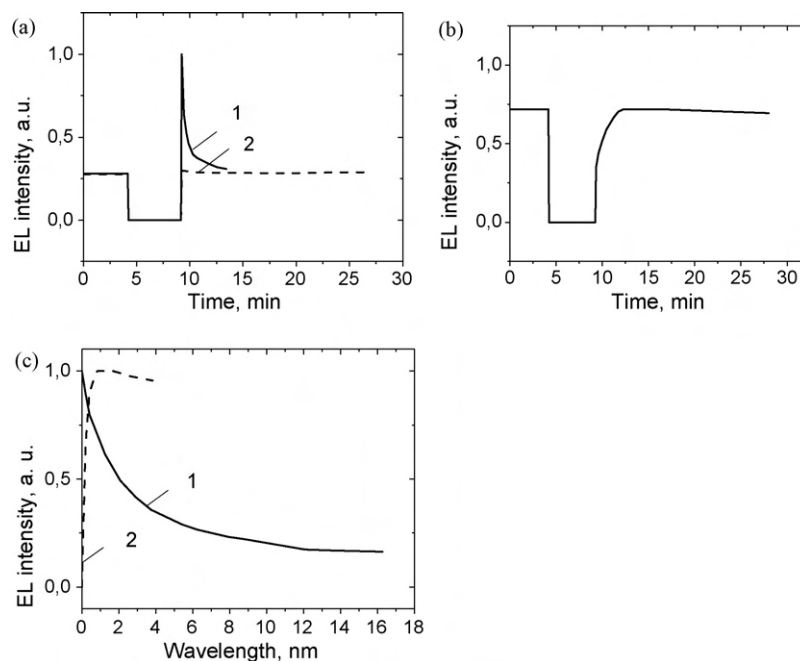 (a)
EL intensity, a.u.
1,0
0,5
0,0
1
2
0 5 10 15 20 25 30
Time, min
(b)
EL intensity, a.u.
1,0
0,5
0,0
0 5 10 15 20 25 30
Time, min
(c)
EL intensity, a. u.
1,0
0,5
0,0
1
2
0 2 4 6 8 10 12 14 16 18
Wavelength, nm